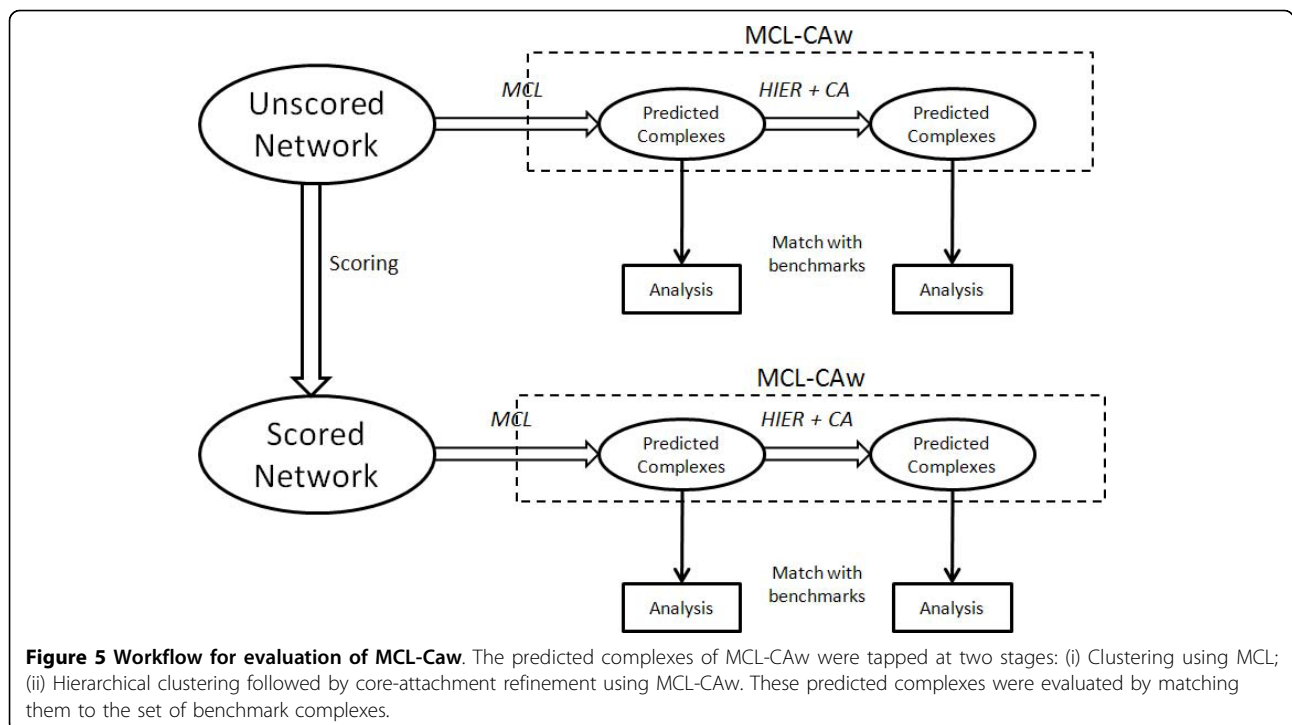 MCL-CAw
Unscored
Network
MCL
Predicted
Complexes
HIER + CA
Predicted
Complexes
Scoring
Match with
benchmarks
Analysis
Analysis
MCL-CAw
Scored
Network
MCL
Predicted
Complexes
HIER + CA
Predicted
Complexes
Match with
benchmarks
Analysis
Analysis
Figure 5 Workflow for evaluation of MCL-Caw. The predicted complexes of MCL-CAw were tapped at two stages: (i) Clustering using MCL;
(ii) Hierarchical clustering followed by core-attachment refinement using MCL-CAw. These predicted complexes were evaluated by matching
them to the set of benchmark complexes.